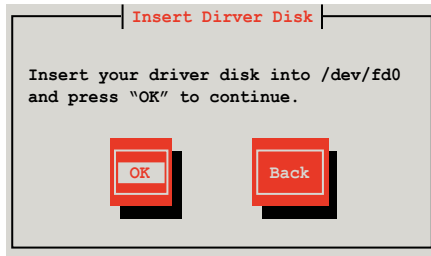 Insert Dirver Disk
Insert your driver disk into /dev/fd0
and press “OK” to continue.
OK Back